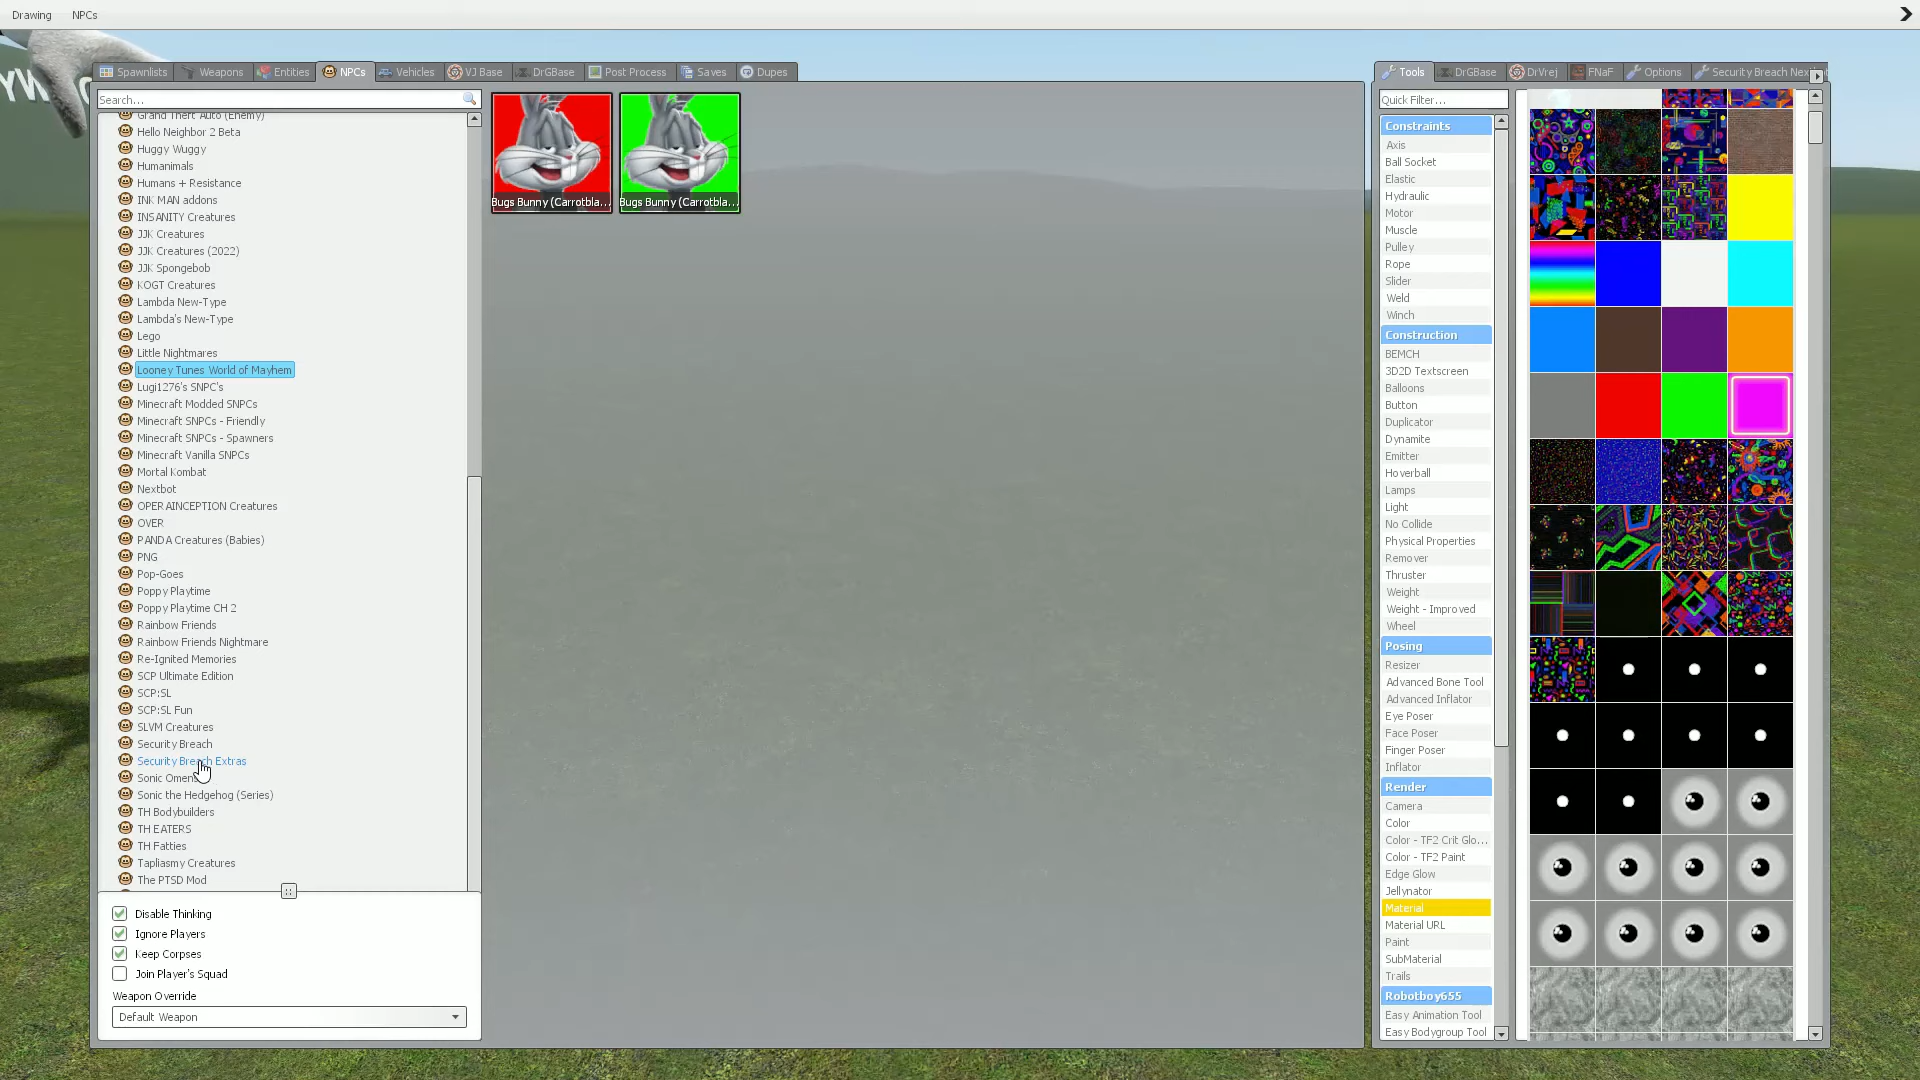 Drawing NPCs
Spawnlists Weapons Entities NPCs Vehicles VJ Base DrGBase Post Process Saves Dupes
Search...
Grand Theft Auto (Enemy)
Hello Neighbor 2 Beta
Huggy Wuggy
Humanimals
Humans + Resistance
INK MAN addons
INSANITY Creatures
JJK Creatures
JJK Creatures (2022)
JJK Spongebob
KOGT Creatures
Lambda New-Type
Lambda's New-Type
Lego
Little Nightmares
Looney Tunes World of Mayhem
Lugi1276's SNPC's
Minecraft Modded SNPCs
Minecraft SNPCs - Friendly
Minecraft SNPCs - Spawners
Minecraft Vanilla SNPCs
Mortal Kombat
Nextbot
OPERAINCEPTION Creatures
OVER
PANDA Creatures (Babies)
PNG
Pop-Goes
Poppy Playtime
Poppy Playtime CH 2
Rainbow Friends
Rainbow Friends Nightmare
Re-Ignited Memories
SCP Ultimate Edition
SCP:SL
SCP:SL Fun
SLVM Creatures
Security Breach
Security Breach Extras
Sonic Omens
Sonic the Hedgehog (Series)
TH Bodybuilders
TH EATERS
TH Fatties
Tapliasmy Creatures
The PTSD Mod
Disable Thinking
Ignore Players
Keep Corpses
Join Player's Squad
Weapon Override
Default Weapon
Bugs Bunny (Carrotbla...
Bugs Bunny (Carrotbla...
Tools DrGBase DrVrej FNaF Options Security Breach
Quick Filter...
Constraints
Axis
Ball Socket
Elastic
Hydraulic
Motor
Muscle
Pulley
Rope
Slider
Weld
Winch
Construction
BEMCH
3D2D Textscreen
Balloons
Button
Duplicator
Dynamite
Emitter
Hoverball
Lamps
Light
No Collide
Physical Properties
Remover
Thruster
Weight
Weight - Improved
Wheel
Posing
Resizer
Advanced Bone Tool
Advanced Inflator
Eye Poser
Face Poser
Finger Poser
Inflator
Render
Camera
Color
Color - TF2 Crit Glo...
Color - TF2 Paint
Edge Glow
Jellynator
Material
Material URL
Paint
SubMaterial
Trails
Robotboy655
Easy Animation Tool
Easy Bodygroup Tool